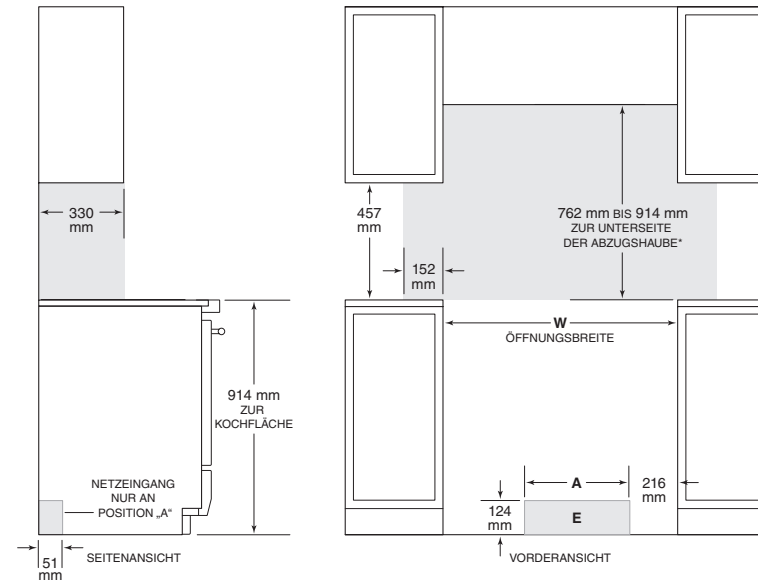 330
mm
914 mm
ZUR
KOCHFLÄCHE
NETZEINGANG
NUR AN
POSITION „A“
51
mm
SEITENANSICHT
457
mm
152
mm
762 mm BIS 914 mm
ZUR UNTERSEITE
DER ABZUGSHAUBE*
W
ÖFFNUNGSBREITE
A
216
mm
124
mm
E
VORDERANSICHT